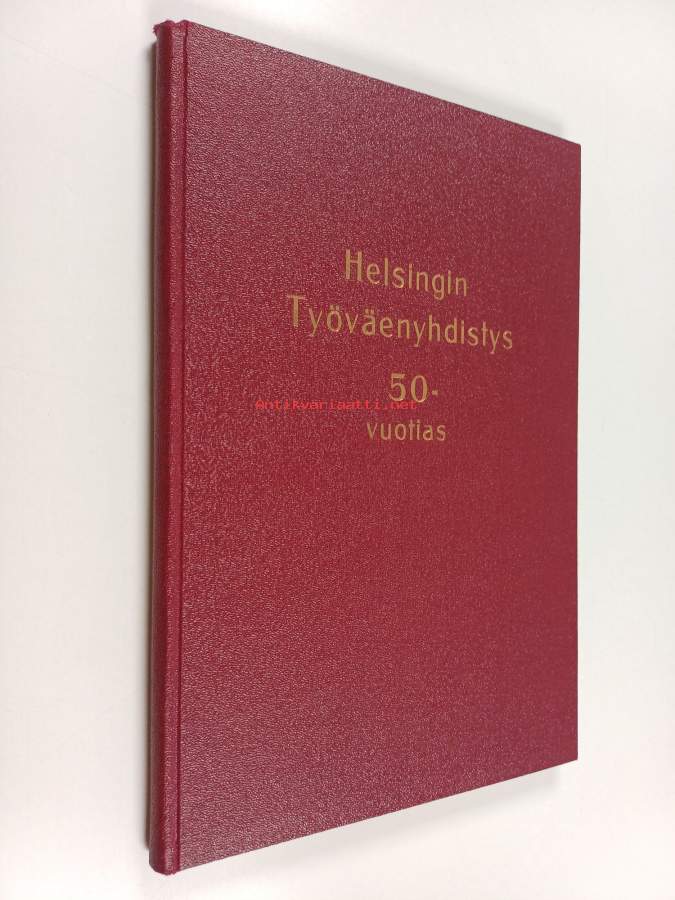 Helsingin
Työväenyhdistys
50-
Antikvariaatti.net
vuotias